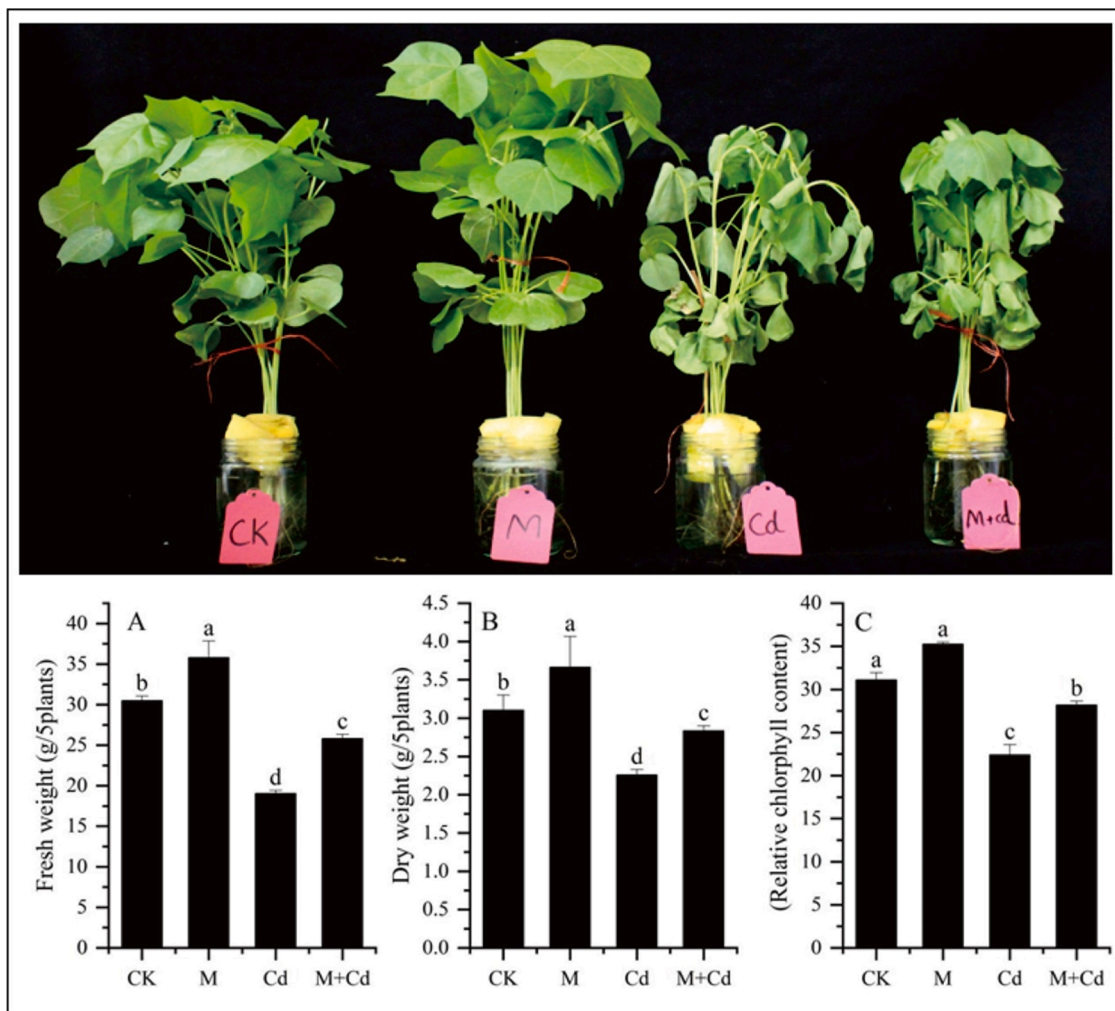 CK
M
Cd
M+cd
A
Fresh weight (g/5plants)
40
35
30
25
20
15
10
5
0
b
a
d
c
CK M Cd M+Cd
B
Dry weight (g/5plants)
4.5
4.0
3.5
3.0
2.5
2.0
1.5
1.0
0.5
0.0
b
a
d
c
CK M Cd M+Cd
C
(Relative chlorphyll content)
40
35
30
25
20
15
10
5
0
a
a
c
b
CK M Cd M+Cd